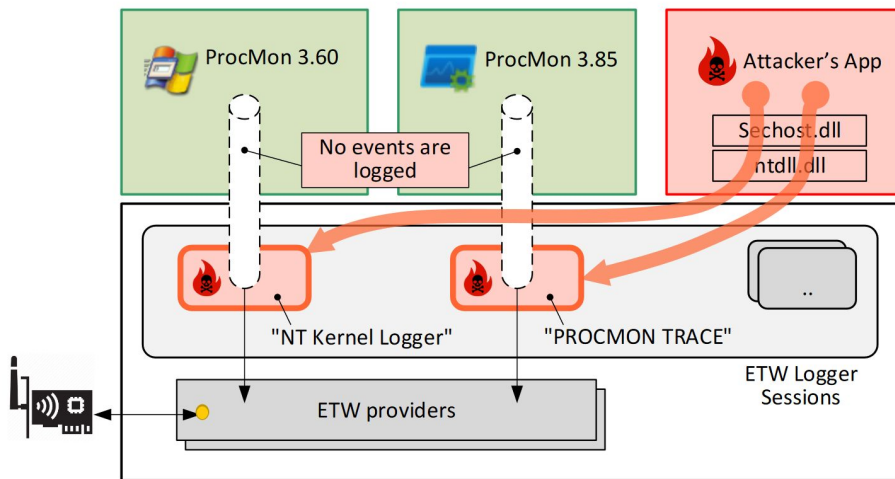 ProcMon 3.60
ProcMon 3.85
Attacker's App
Sechost.dll
ntdll.dll
No events are
logged
"NT Kernel Logger"
"PROCMON TRACE"
..
ETW Logger
Sessions
ETW providers